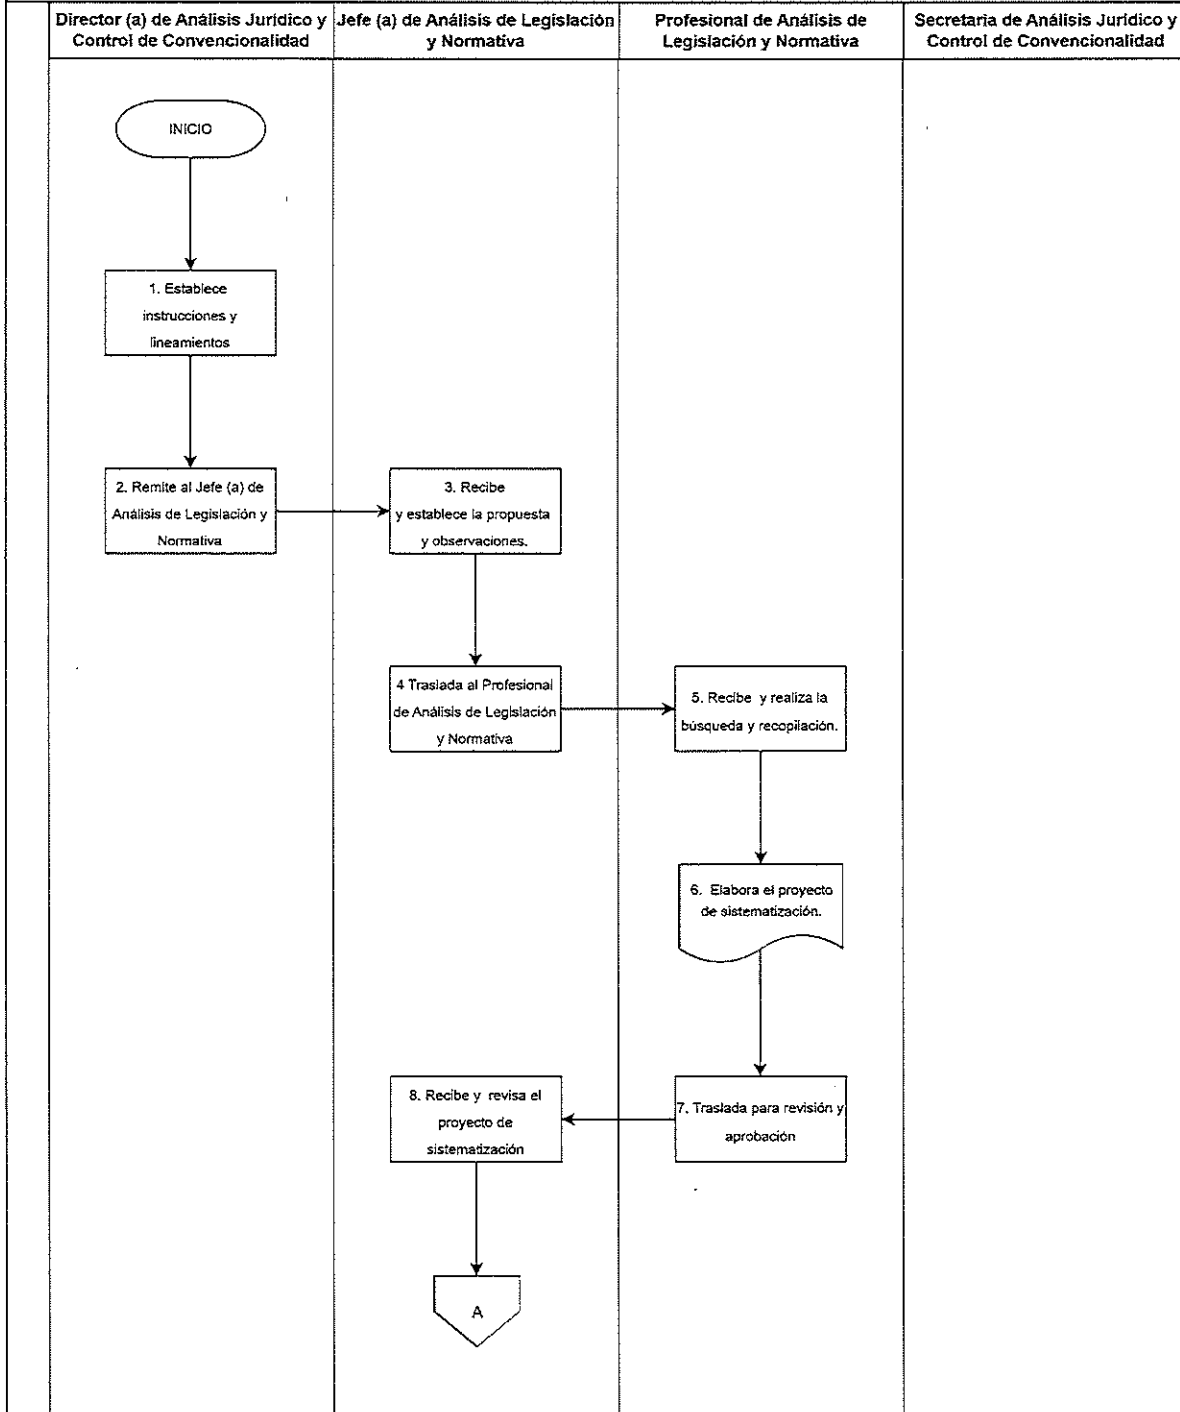 Director (a) de Análisis Jurídico y
Control de Convencionalidad
Jefe (a) de Análisis de Legislación
y Normativa
Profesional de Análisis de
Legislación y Normativa
Secretaria de Análisis Jurídico y
Control de Convencionalidad
INICIO
1. Establece
instrucciones y
lineamientos
2. Remite al Jefe (a) de
Análisis de Legislación y
Normativa
3. Recibe
y establece la propuesta
y observaciones.
4 Traslada al Profesional
de Análisis de Legislación
y Normativa
5. Recibe y realiza la
búsqueda y recopilación.
6. Elabora el proyecto
de sistematización.
7. Traslada para revisión y
aprobación
8. Recibe y revisa el
proyecto de
sistematización
A